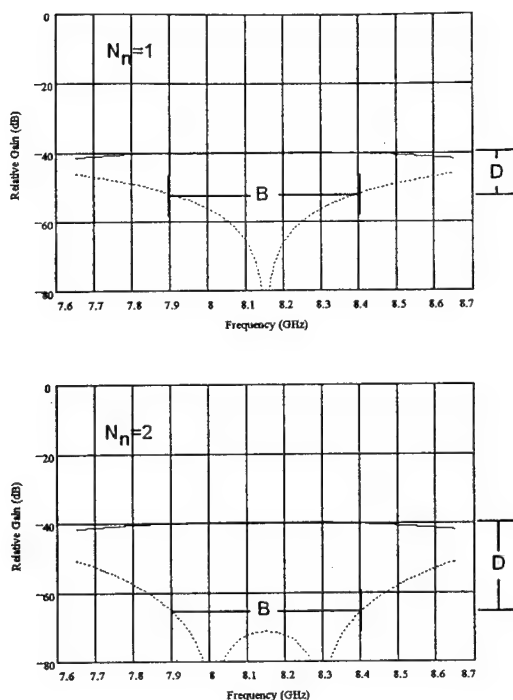 0
Nn=1
−20
Relative Gain (dB)
−40
D
B
−60
−80
7.6 7.7 7.8 7.9 8 8.1 8.2 8.3 8.4 8.5 8.6 8.7
Frequency (GHz)
0
Nn=2
−20
Relative Gain (dB)
−40
D
B
−60
−80
7.6 7.7 7.8 7.9 8 8.1 8.2 8.3 8.4 8.5 8.6 8.7
Frequency (GHz)